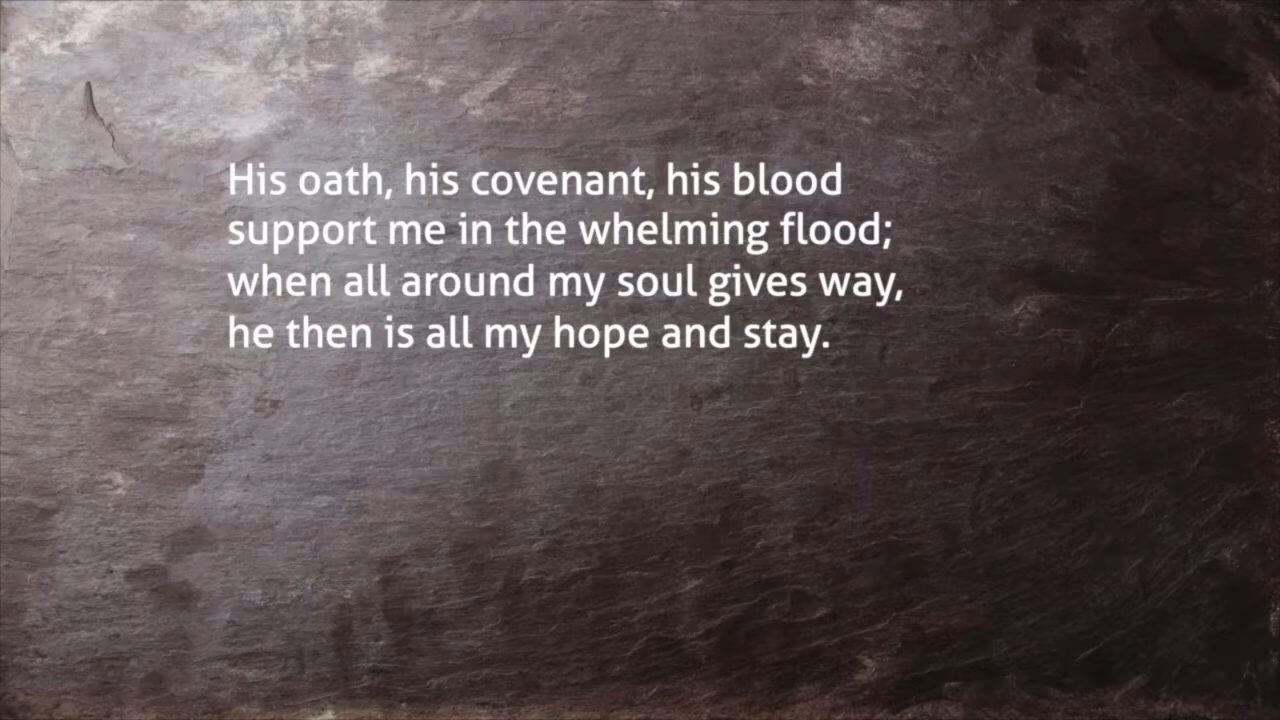 His oath, his covenant, his blood
support me in the whelming flood;
when all around my soul gives way,
he then is all my hope and stay.